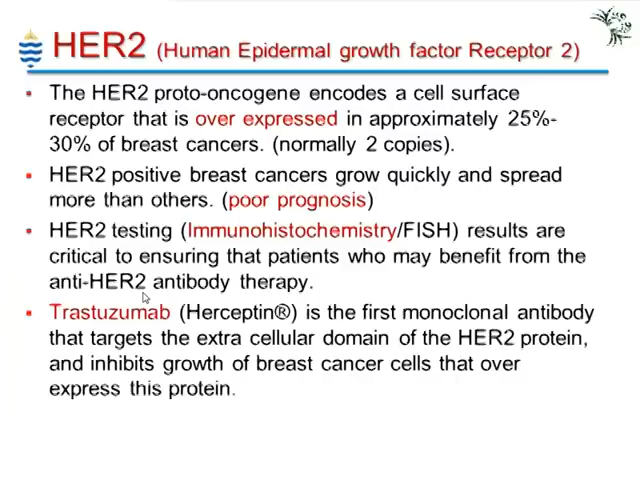 HER2 (Human Epidermal growth factor Receptor 2)
▪ The HER2 proto-oncogene encodes a cell surface
receptor that is over expressed in approximately 25%-
30% of breast cancers. (normally 2 copies).
▪ HER2 positive breast cancers grow quickly and spread
more than others. (poor prognosis)
▪ HER2 testing (Immunohistochemistry/FISH) results are
critical to ensuring that patients who may benefit from the
anti-HER2 antibody therapy.
▪ Trastuzumab (Herceptin®) is the first monoclonal antibody
that targets the extra cellular domain of the HER2 protein,
and inhibits growth of breast cancer cells that over
express this protein.